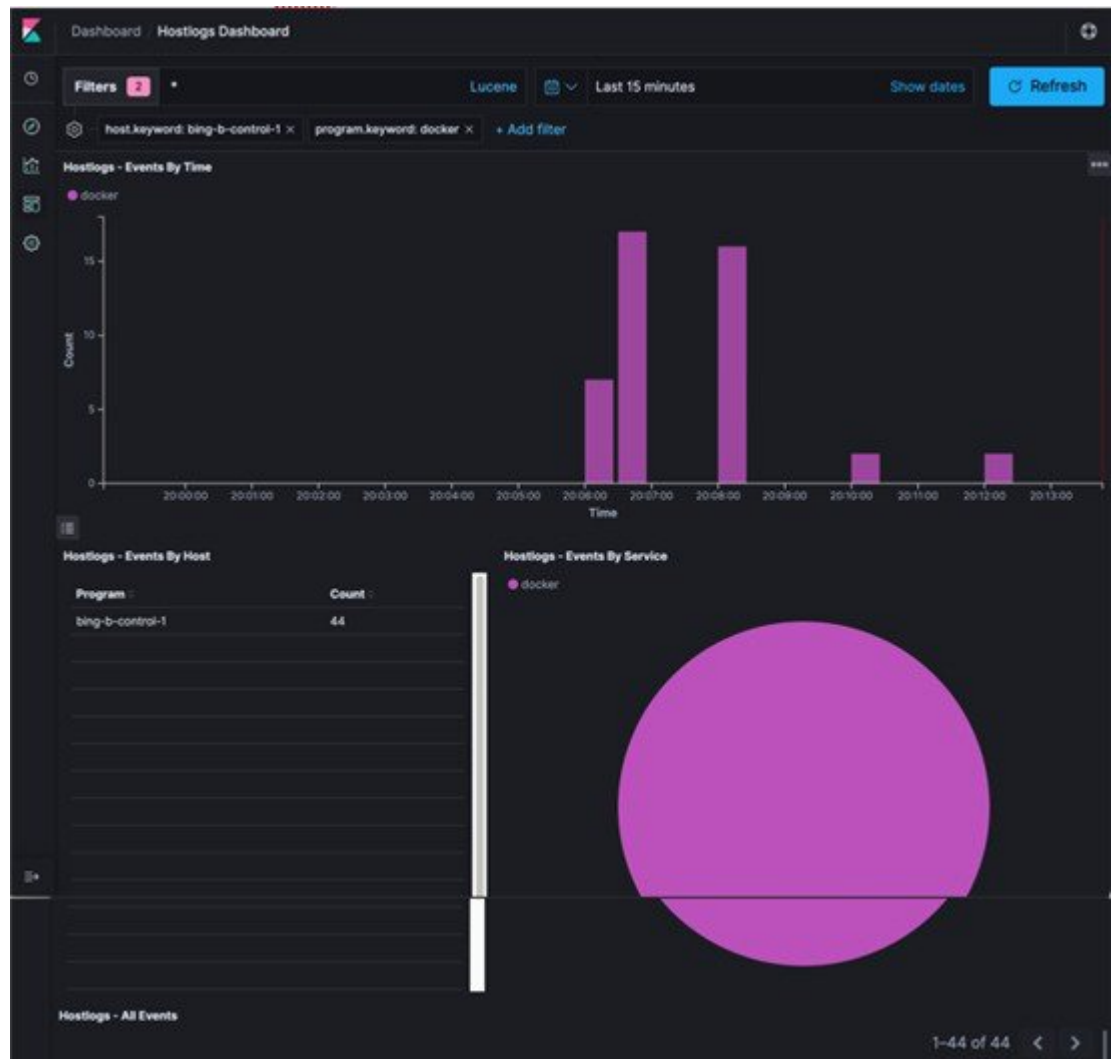 Dashboard / Hostlogs Dashboard
Filters 2 * Lucene Last 15 minutes Show dates Refresh
host.keyword: bing-b-control-1 × program.keyword: docker × + Add filter
Hostlogs - Events By Time
docker
15
10
5
0
Count
20:00:00 20:01:00 20:02:00 20:03:00 20:04:00 20:05:00 20:06:00 20:07:00 20:08:00 20:09:00 20:10:00 20:11:00 20:12:00 20:13:00
Time
Hostlogs - Events By Host
Program Count
bing-b-control-1 44
Hostlogs - Events By Service
docker
Hostlogs - All Events
1–44 of 44